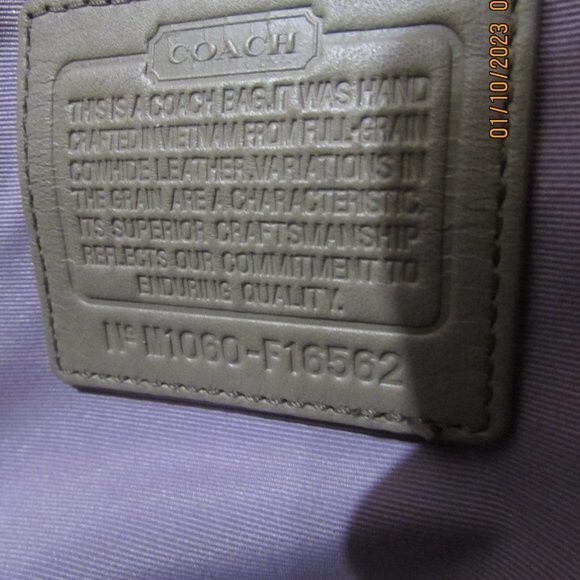 COACH
THIS IS A COACH BAG. IT WAS HAND
CRAFTED IN VIETNAM FROM FULL-GRAIN
COWHIDE LEATHER. VARIATIONS IN
THE GRAIN ARE A CHARACTERISTIC.
ITS SUPERIOR CRAFTSMANSHIP
REFLECTS OUR COMMITMENT TO
ENDURING QUALITY.
Nº M1060-F16562
01/10/2023